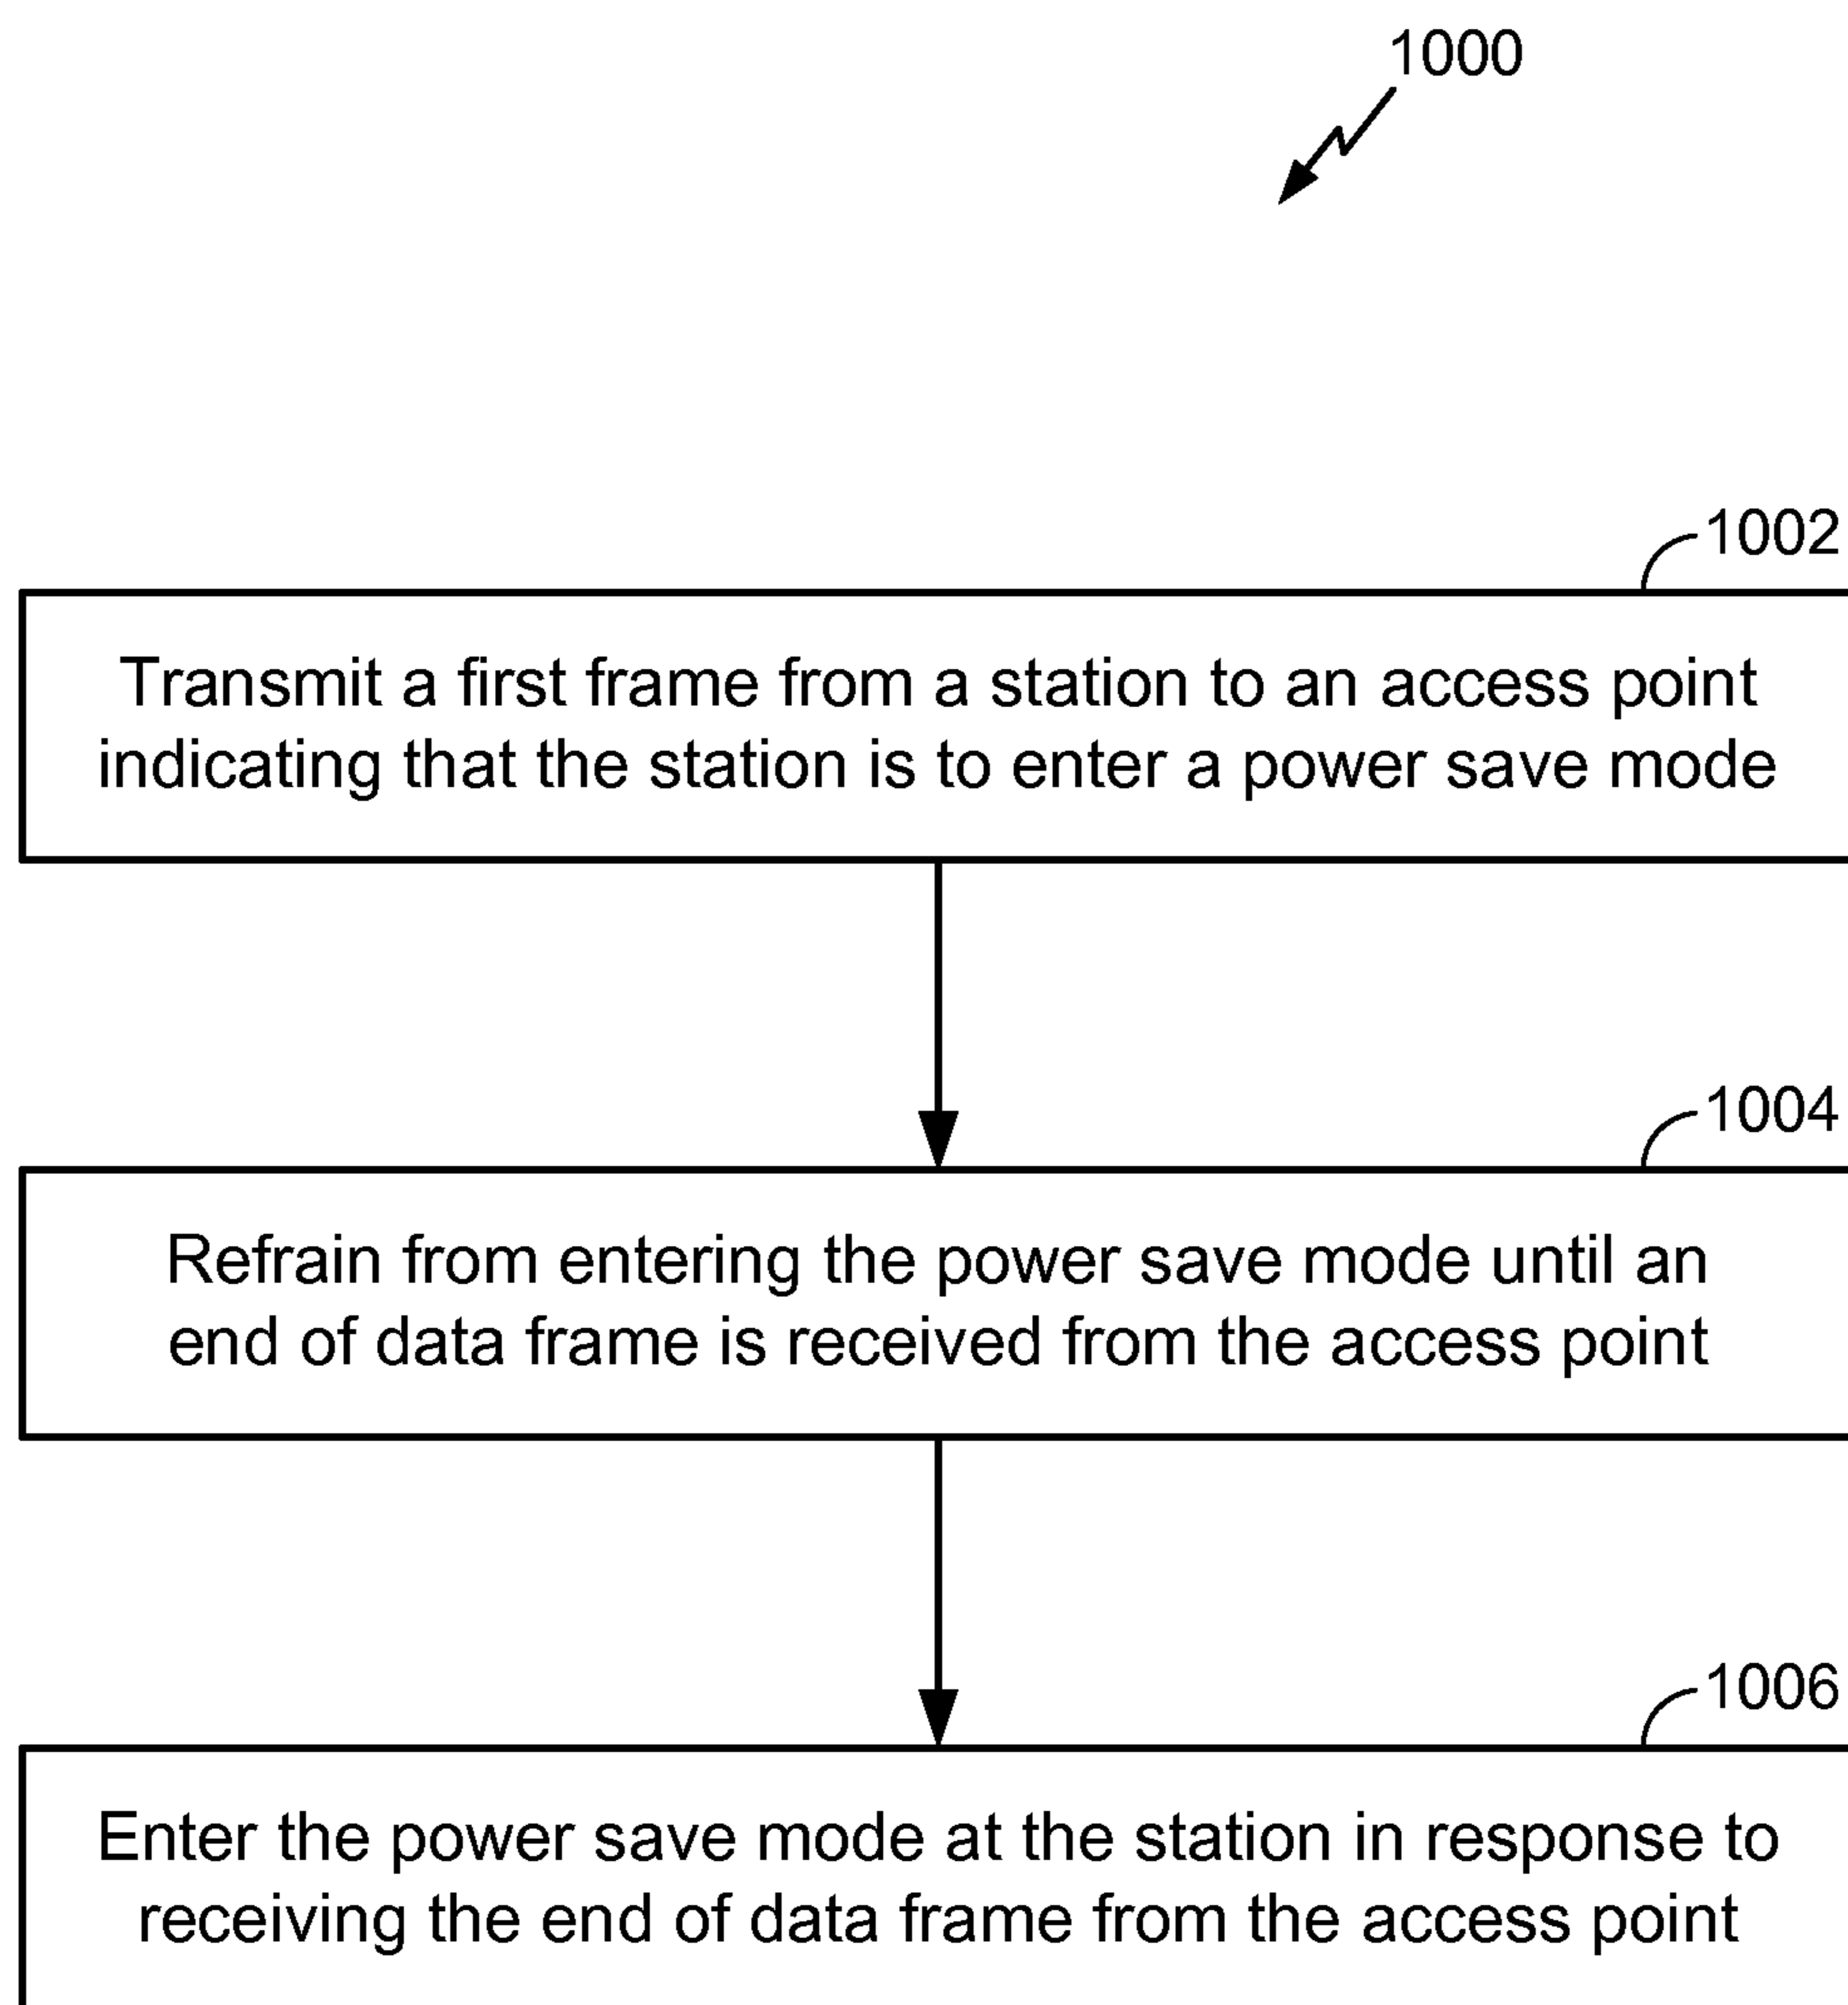 1000
1002
Transmit a first frame from a station to an access point
indicating that the station is to enter a power save mode
1004
Refrain from entering the power save mode until an
end of data frame is received from the access point
1006
Enter the power save mode at the station in response to
receiving the end of data frame from the access point